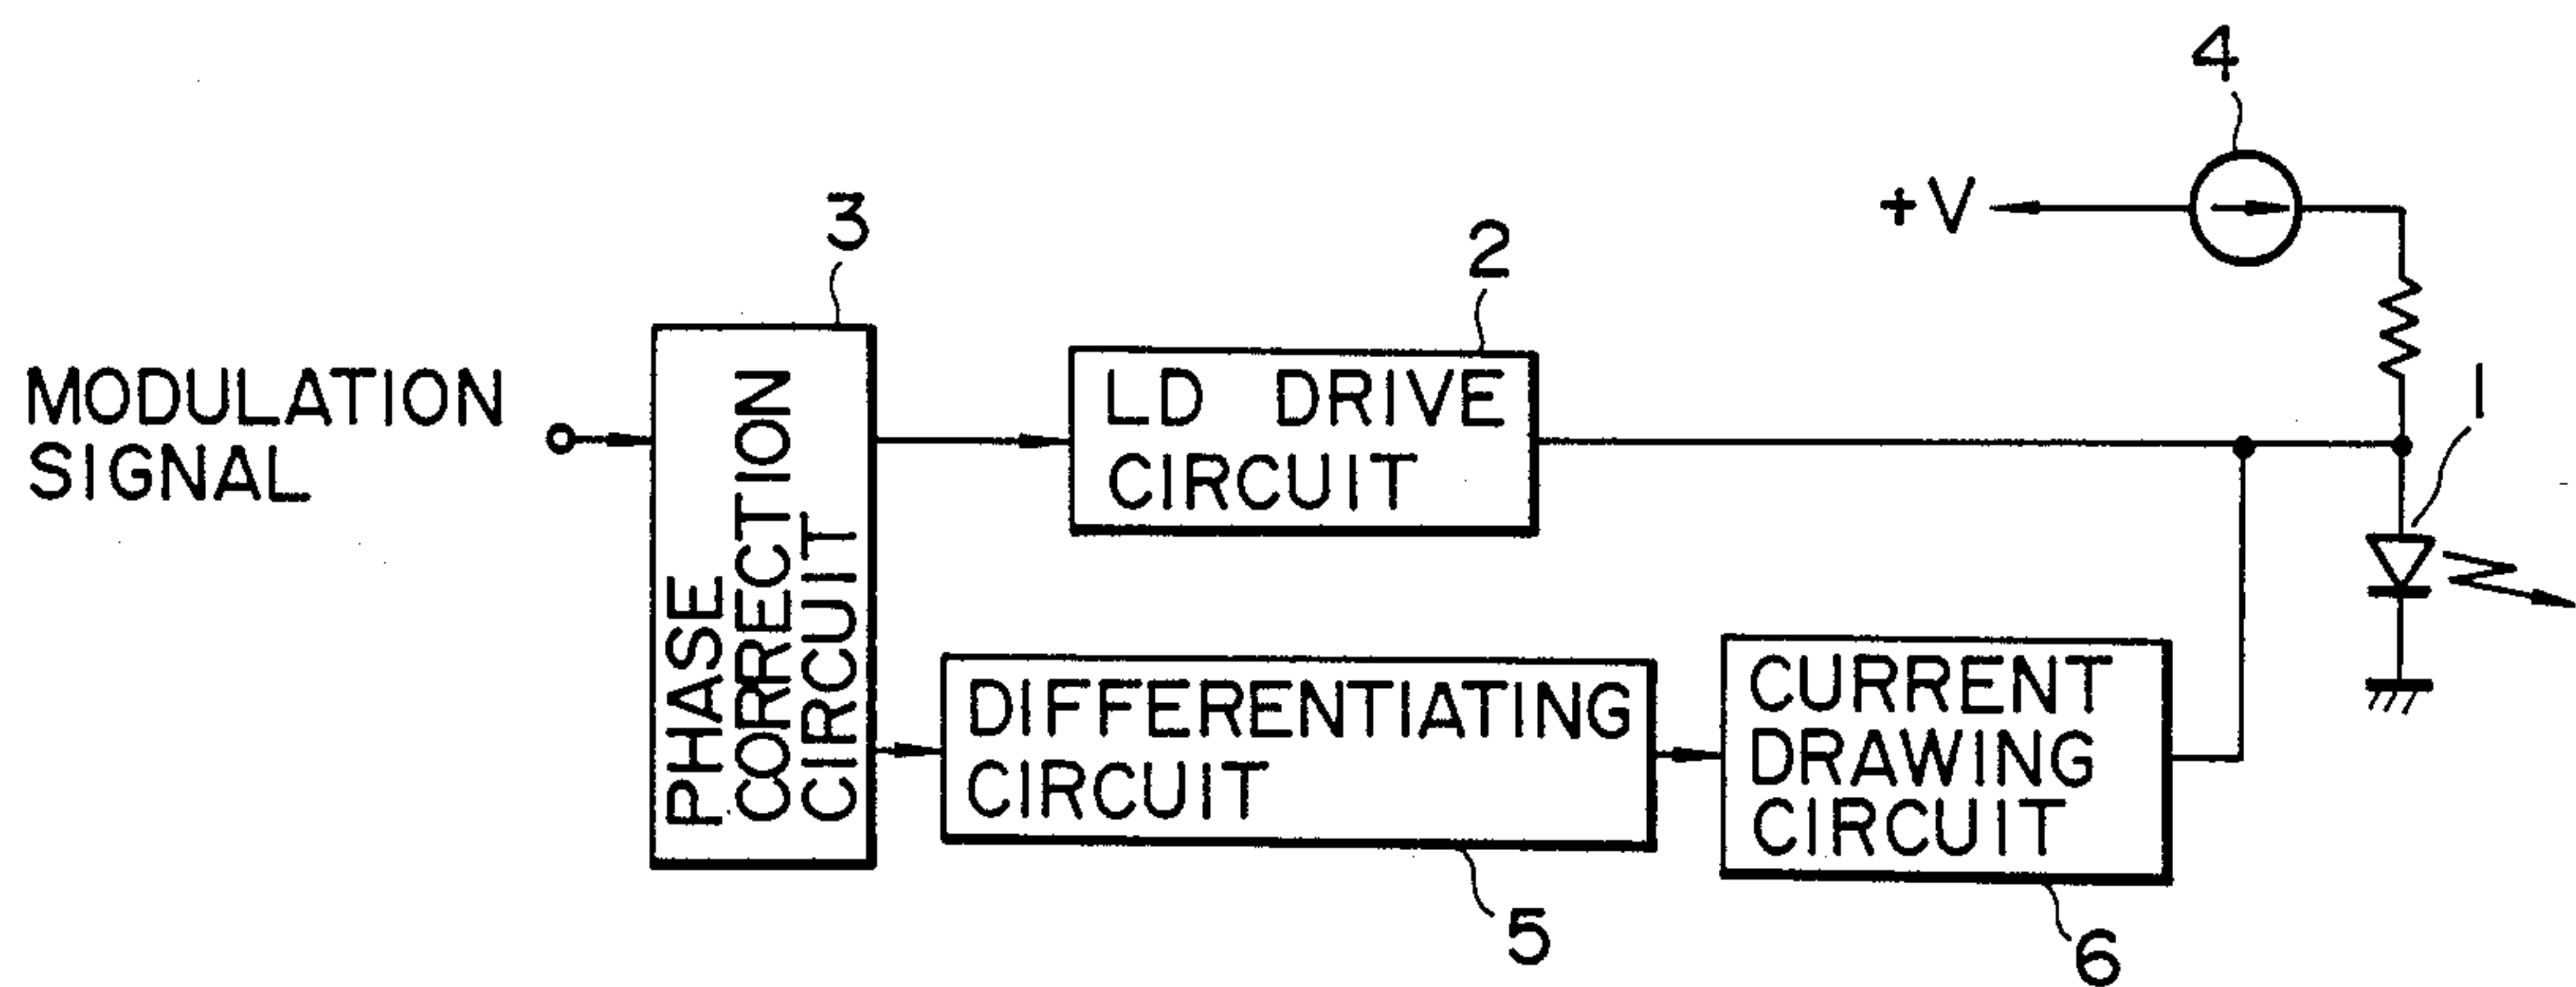 4
+V
3
2
1
MODULATION
SIGNAL
PHASE
CORRECTION
CIRCUIT
LD DRIVE
CIRCUIT
DIFFERENTIATING
CIRCUIT
CURRENT
DRAWING
CIRCUIT
5
6